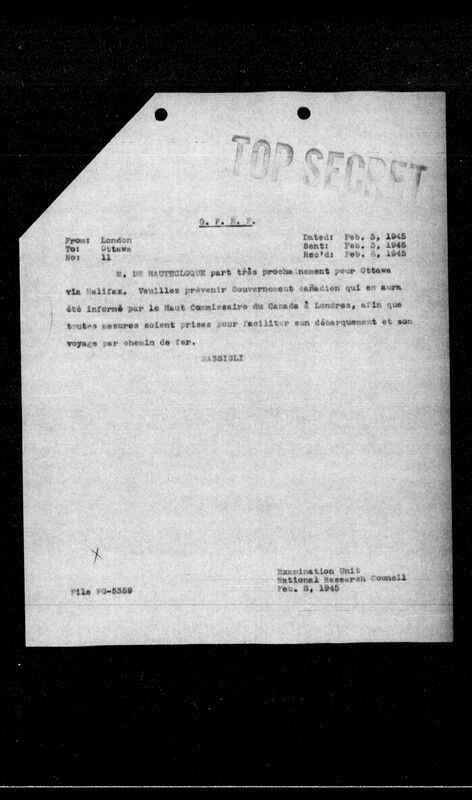 TOP SECRET
G. P. R. F.
From: London Dated: Feb. 3, 1945
To: Ottawa Sent: Feb. 3, 1945
No: 11 Rec'd: Feb. 6, 1945
M. DE HAUTECLOQUE part très prochainement pour Ottawa
via Halifax. Veuillez prévenir Gouvernement canadien qui en aura
été informé par le Haut Commissaire du Canada à Londres, afin que
toutes mesures soient prises pour faciliter son débarquement et son
voyage par chemin de fer.
MASSIGLI
X
Examination Unit
National Research Council
File FG-5359 Feb. 8, 1945